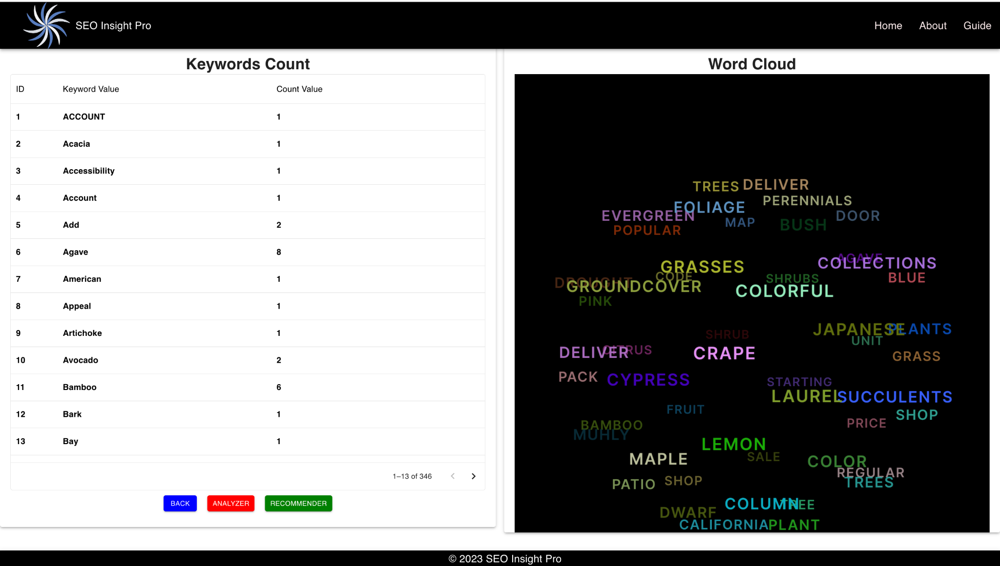 SEO Insight Pro
Home About Guide
Keywords Count
ID Keyword Value Count Value
1 ACCOUNT 1
2 Acacia 1
3 Accessibility 1
4 Account 1
5 Add 2
6 Agave 8
7 American 1
8 Appeal 1
9 Artichoke 1
10 Avocado 2
11 Bamboo 6
12 Bark 1
13 Bay 1
1–13 of 346
BACK ANALYZER RECOMMENDER
Word Cloud
TREES DELIVER
PERENNIALS
FOLIAGE
EVERGREEN DOOR
MAP BUSH
POPULAR
AGAVE
COLLECTIONS
GRASSES
CODE SHRUBS BLUE
DROUGHT
GROUNDCOVER COLORFUL
PINK
JAPANESE PLANTS
SHRUB UNIT
DELIVER CITRUS CRAPE GRASS
PACK CYPRESS STARTING
LAUREL SUCCULENTS
FRUIT SHOP
BAMBOO PRICE
MUHLY
LEMON
MAPLE SALE COLOR
REGULAR
PATIO SHOP TREES
COLUMN TREE
DWARF
CALIFORNIA PLANT
© 2023 SEO Insight Pro